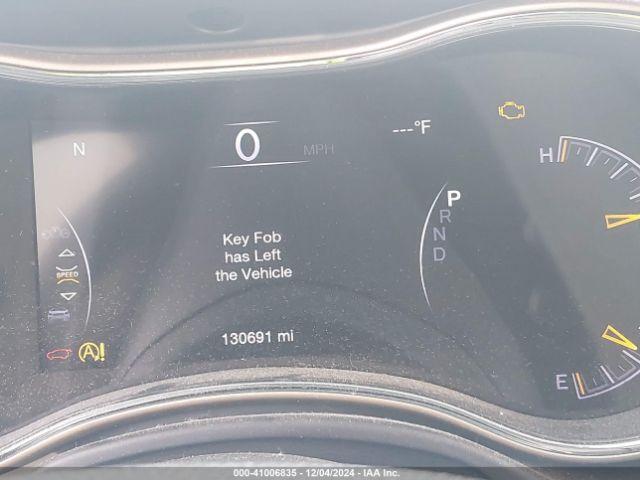 ---°F
N
0 MPH
H
P
R
N
D
Key Fob
has Left
the Vehicle
SPEED
130691 mi
A!
E
000-41006835 - 12/04/2024 - IAA Inc.